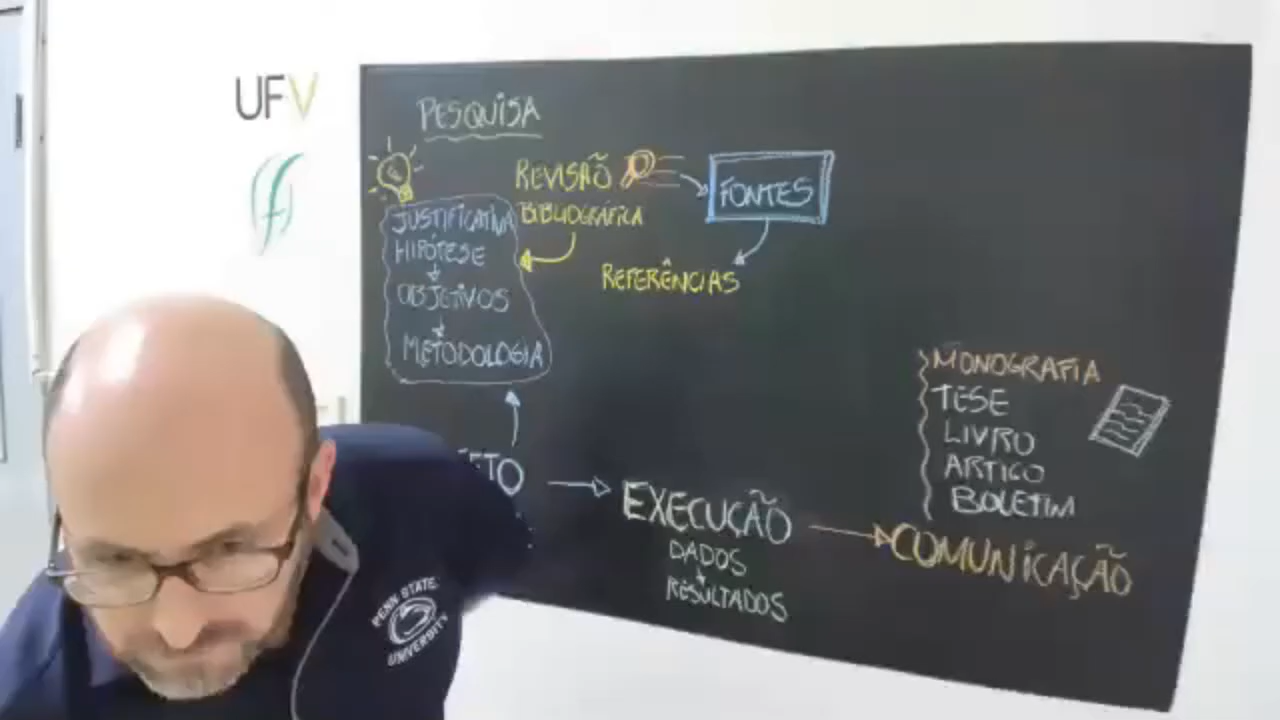 UFV
PESQUISA
REVISÃO
BIBLIOGRÁFICA
FONTES
REFERÊNCIAS
JUSTIFICATIVA
HIPÓTESE
OBJETIVOS
METODOLOGIA
ETO
EXECUÇÃO
DADOS
RESULTADOS
MONOGRAFIA
TESE
LIVRO
ARTIGO
BOLETIM
COMUNICAÇÃO
PENN STATE
UNIVERSITY